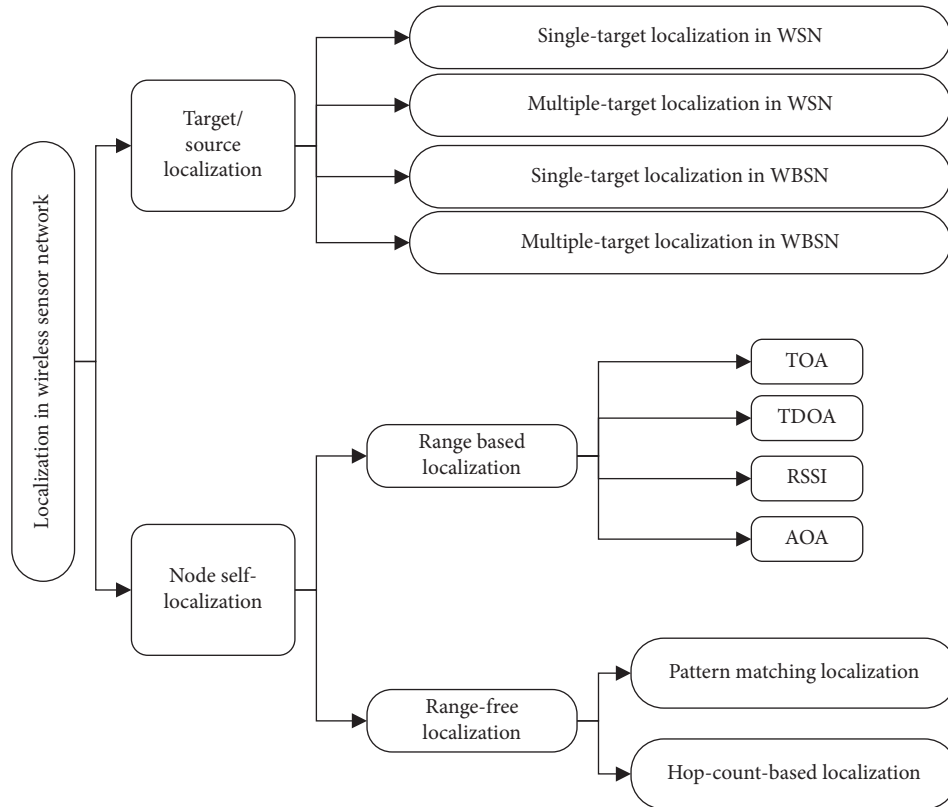 Localization in wireless sensor network
Target/
source
localization
Single-target localization in WSN
Multiple-target localization in WSN
Single-target localization in WBSN
Multiple-target localization in WBSN
Node self-
localization
Range based
localization
TOA
TDOA
RSSI
AOA
Range-free
localization
Pattern matching localization
Hop-count-based localization